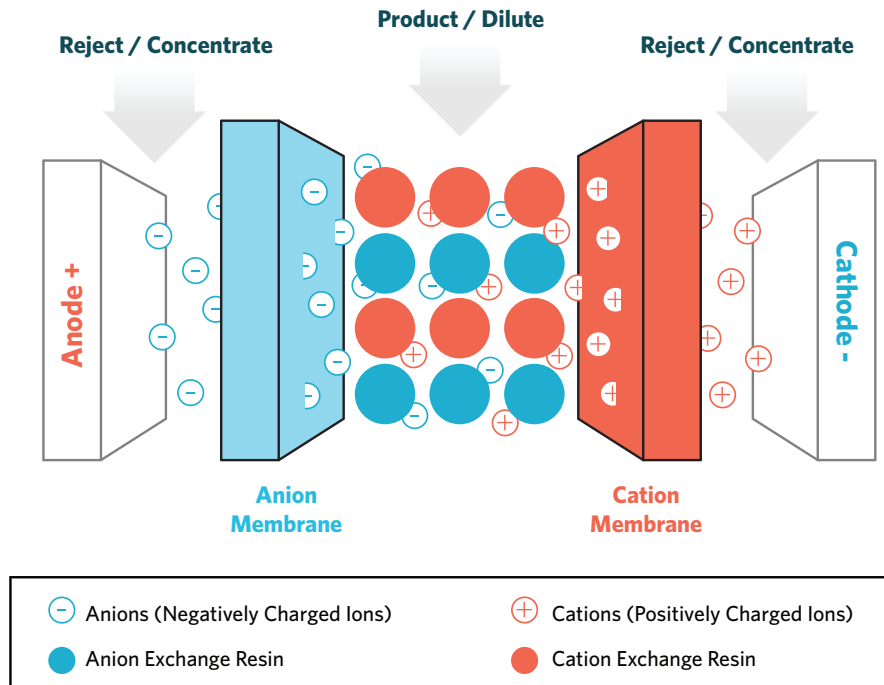 Product / Dilute
Reject / Concentrate
Reject / Concentrate
Anode +
Cathode -
Anion
Membrane
Cation
Membrane
Anions (Negatively Charged Ions)
Cations (Positively Charged Ions)
Anion Exchange Resin
Cation Exchange Resin